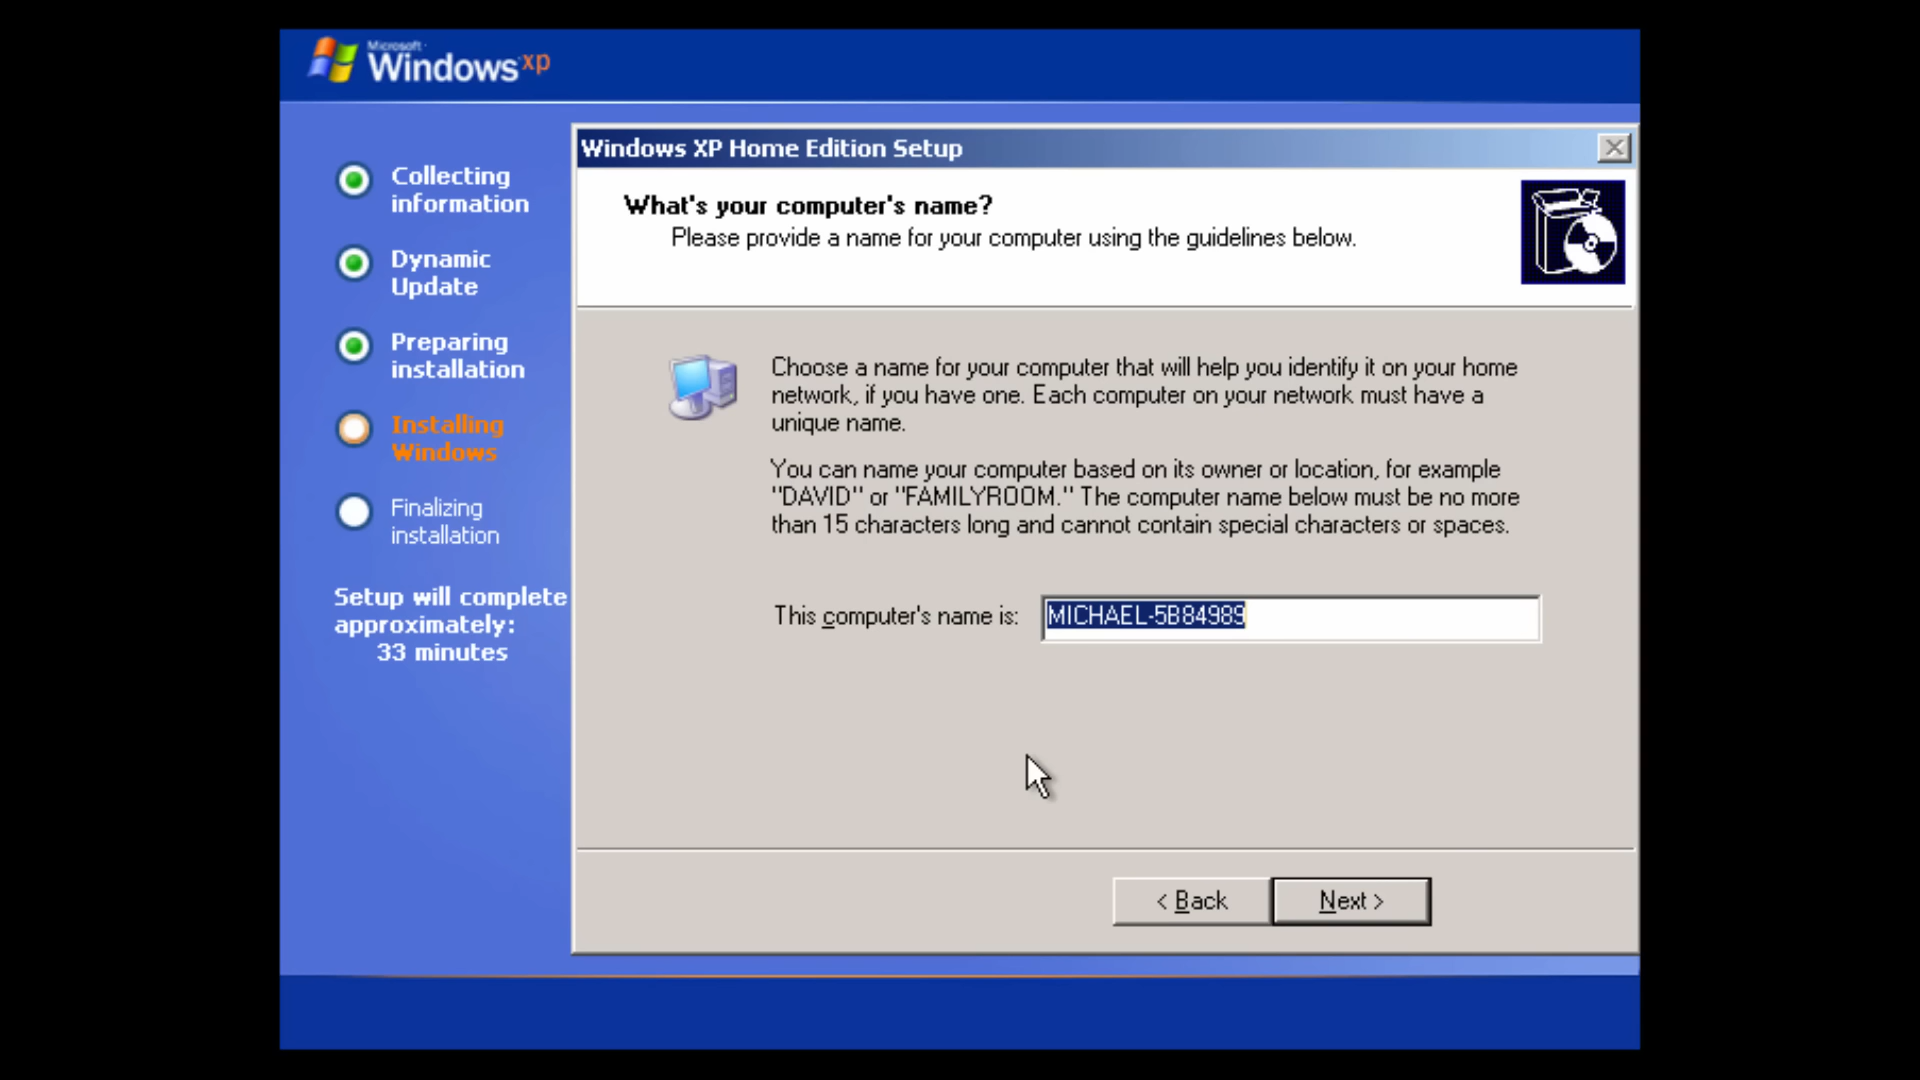 Microsoft
Windows xp
Windows XP Home Edition Setup
Collecting
information
Dynamic
Update
Preparing
installation
Installing
Windows
Finalizing
installation
Setup will complete
approximately:
33 minutes
What's your computer's name?
Please provide a name for your computer using the guidelines below.
Choose a name for your computer that will help you identify it on your home
network, if you have one. Each computer on your network must have a
unique name.
You can name your computer based on its owner or location, for example
"DAVID" or "FAMILYROOM." The computer name below must be no more
than 15 characters long and cannot contain special characters or spaces.
This computer's name is: MICHAEL-5B84989
< Back Next >